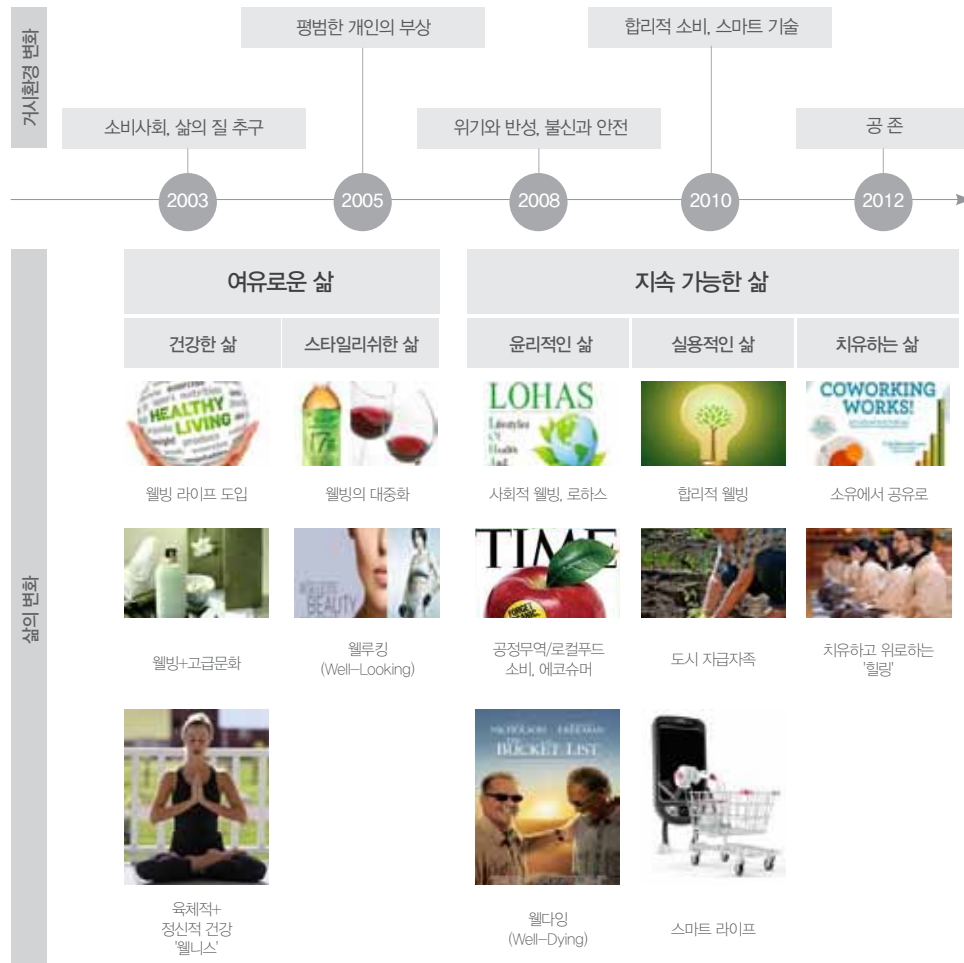 거시환경 변화
평범한 개인의 부상
합리적 소비, 스마트 기술
소비사회, 삶의 질 추구
위기와 반성, 불신과 안전
공 존
2003
2005
2008
2010
2012
삶의 변화
여유로운 삶
지속 가능한 삶
건강한 삶
스타일리쉬한 삶
윤리적인 삶
실용적인 삶
치유하는 삶
HEALTHY
LIVING
LOHAS
Lifestyles
Of
Health
And
COWORKING
WORKS!
웰빙 라이프 도입
웰빙의 대중화
사회적 웰빙, 로하스
합리적 웰빙
소유에서 공유로
BEAUTY
TIME
FORGET
ORGANIC.
웰빙+고급문화
웰루킹
(Well-Looking)
공정무역/로컬푸드
소비, 에코슈머
도시 자급자족
치유하고 위로하는
'힐링'
NICHOLSON
FREEMAN
THE
BUCKET LIST
육체적+
정신적 건강
'웰니스'
웰다잉
(Well-Dying)
스마트 라이프